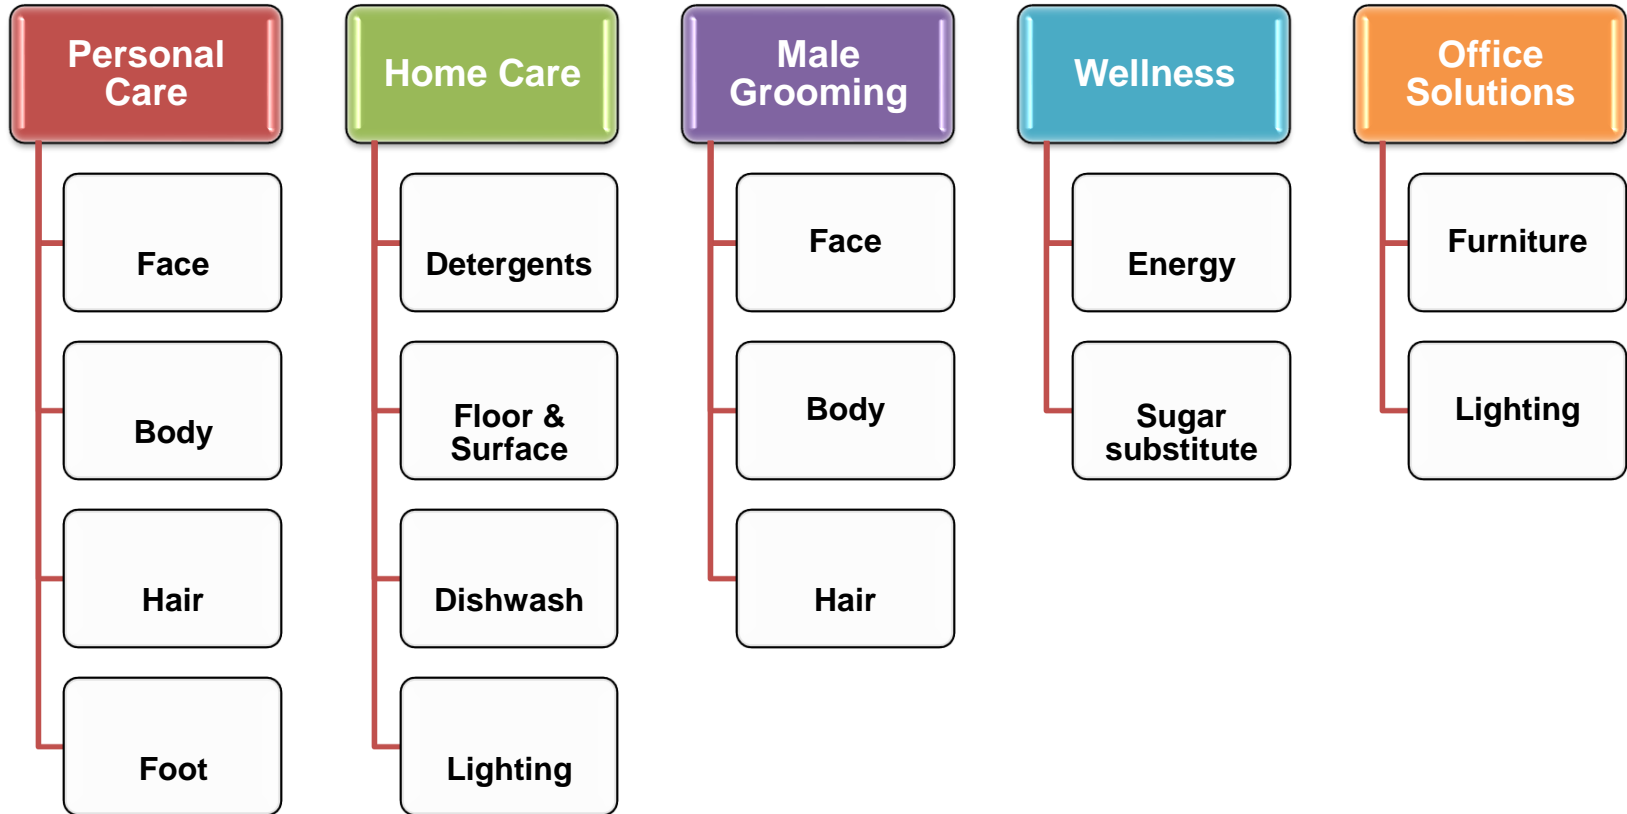 Personal
Care
Face
Body
Hair
Foot
Home Care
Detergents
Floor &
Surface
Dishwash
Lighting
Male
Grooming
Face
Body
Hair
Wellness
Energy
Sugar
substitute
Office
Solutions
Furniture
Lighting